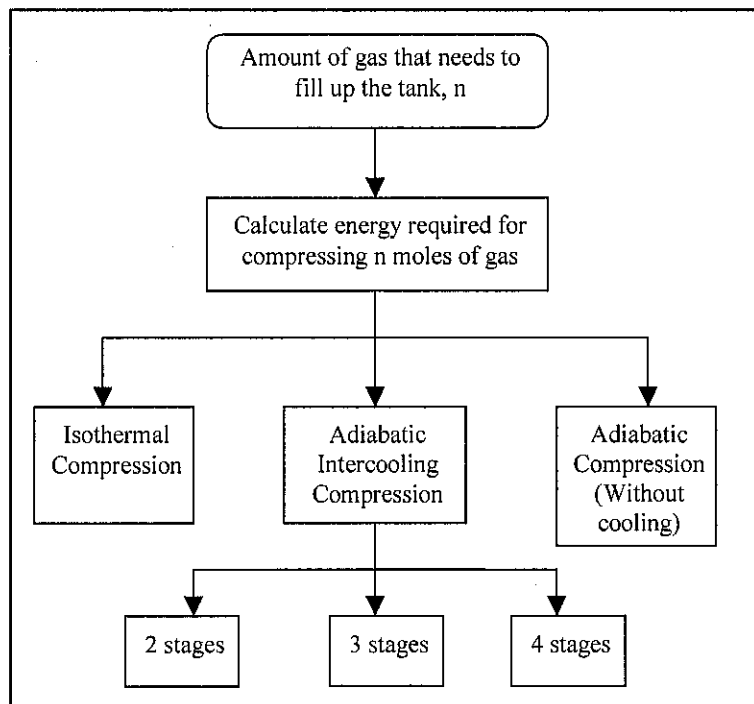 Amount of gas that needs to
fill up the tank, n
Calculate energy required for
compressing n moles of gas
Isothermal
Compression
Adiabatic
Intercooling
Compression
Adiabatic
Compression
(Without
cooling)
2 stages
3 stages
4 stages